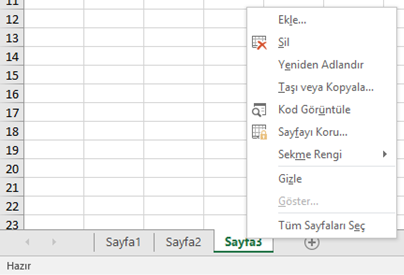 11
12
13
14
15
16
17
18
19
20
21
22
23
Ekle...
Sil
Yeniden Adlandır
Taşı veya Kopyala...
Kod Görüntüle
Sayfayı Koru...
Sekme Rengi
Gizle
Göster...
Tüm Sayfaları Seç
Sayfa1 Sayfa2 Sayfa3
Hazır